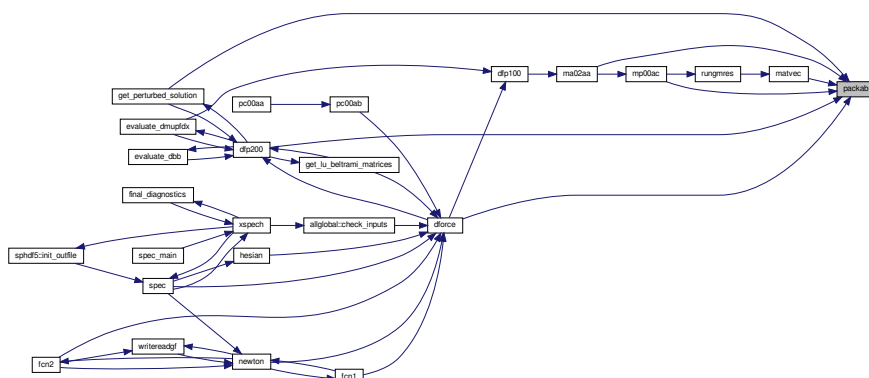 dfp100
ma02aa
mp00ac
rungmres
matvec
packab
get_perturbed_solution
pc00aa
pc00ab
evaluate_dmupfdx
dfp200
evaluate_dbb
get_lu_beltrami_matrices
final_diagnostics
xspech
allglobal::check_inputs
dforce
sphdf5::init_outfile
spec_main
hesian
spec
writereadgf
fcn2
newton
fcn1